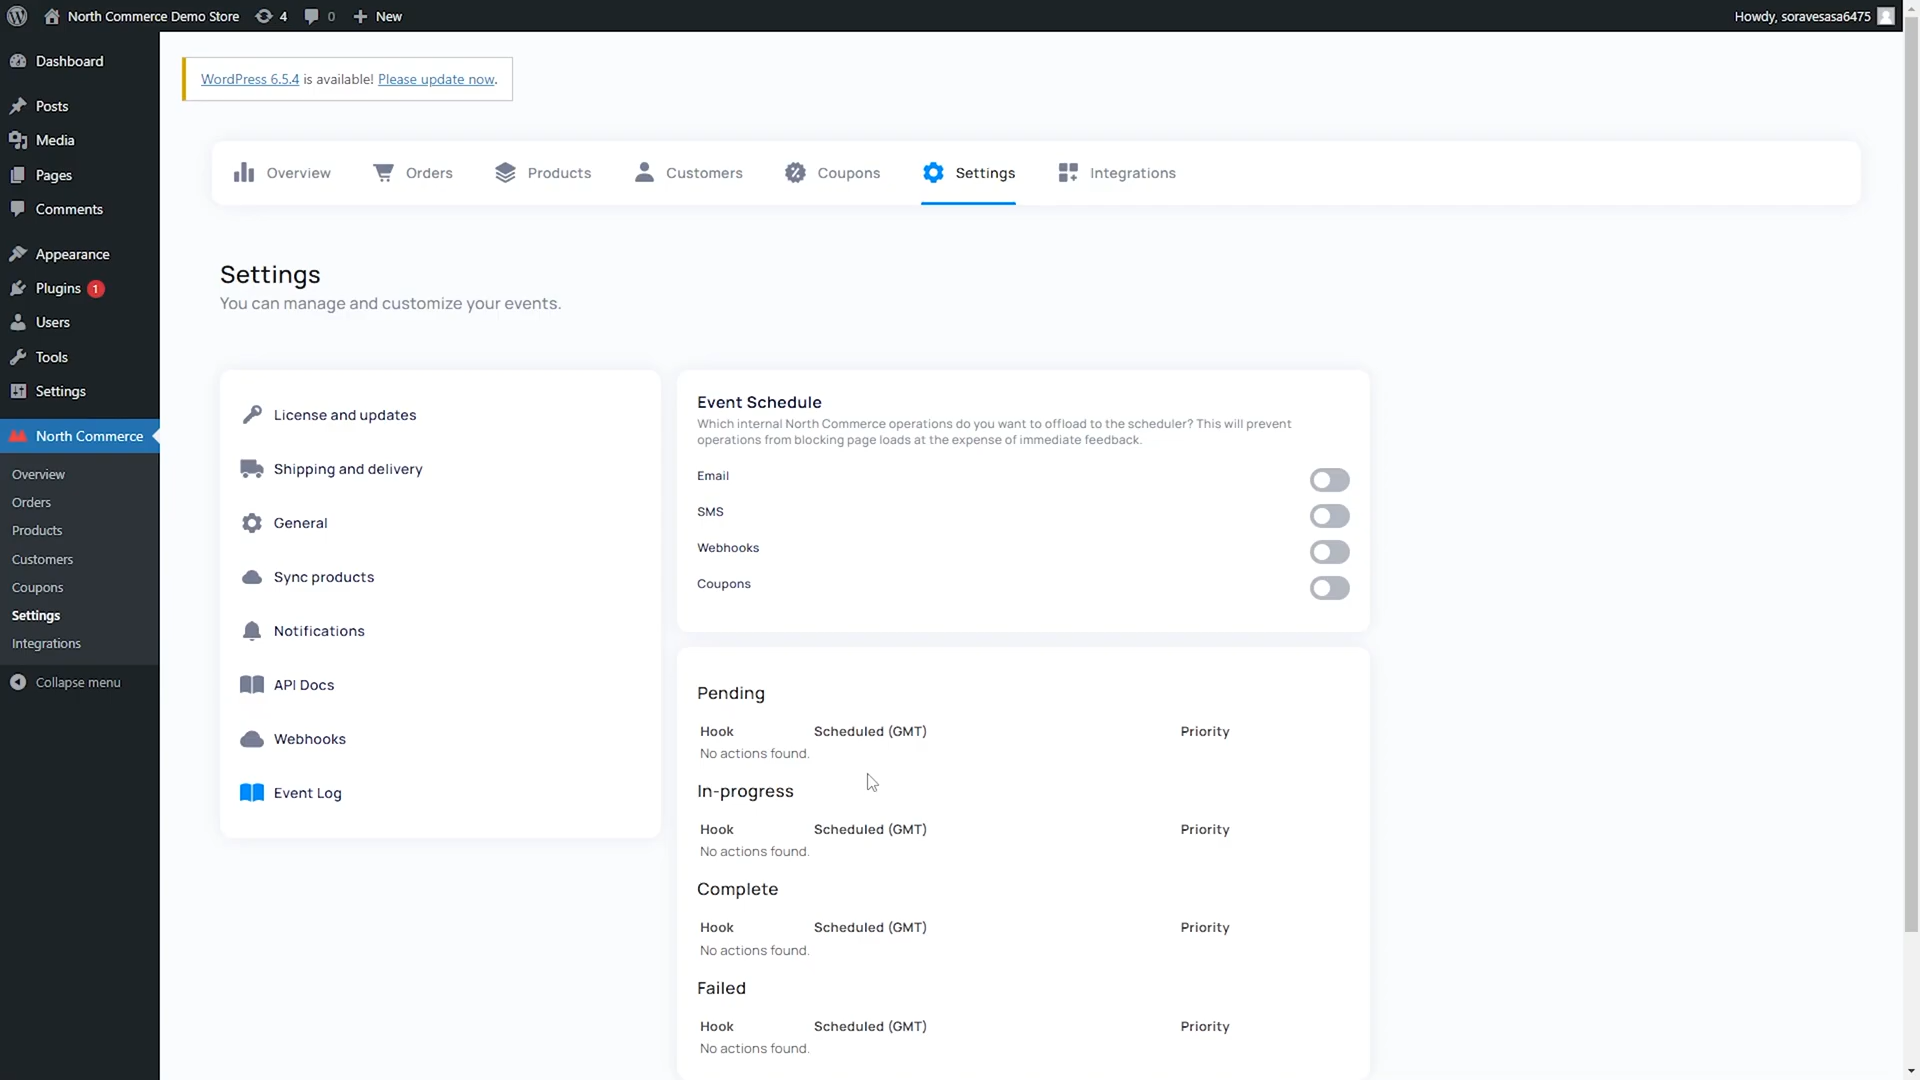 North Commerce Demo Store
4
0
New
Howdy, soravesasa6475
Dashboard
Posts
Media
Pages
Comments
Appearance
Plugins 1
Users
Tools
Settings
North Commerce
Overview
Orders
Products
Customers
Coupons
Settings
Integrations
Collapse menu
WordPress 6.5.4 is available! Please update now.
Overview
Orders
Products
Customers
Coupons
Settings
Integrations
Settings
You can manage and customize your events.
License and updates
Shipping and delivery
General
Sync products
Notifications
API Docs
Webhooks
Event Log
Event Schedule
Which internal North Commerce operations do you want to offload to the scheduler? This will prevent
operations from blocking page loads at the expense of immediate feedback.
Email
SMS
Webhooks
Coupons
Pending
Hook Scheduled (GMT) Priority
No actions found.
In-progress
Hook Scheduled (GMT) Priority
No actions found.
Complete
Hook Scheduled (GMT) Priority
No actions found.
Failed
Hook Scheduled (GMT) Priority
No actions found.